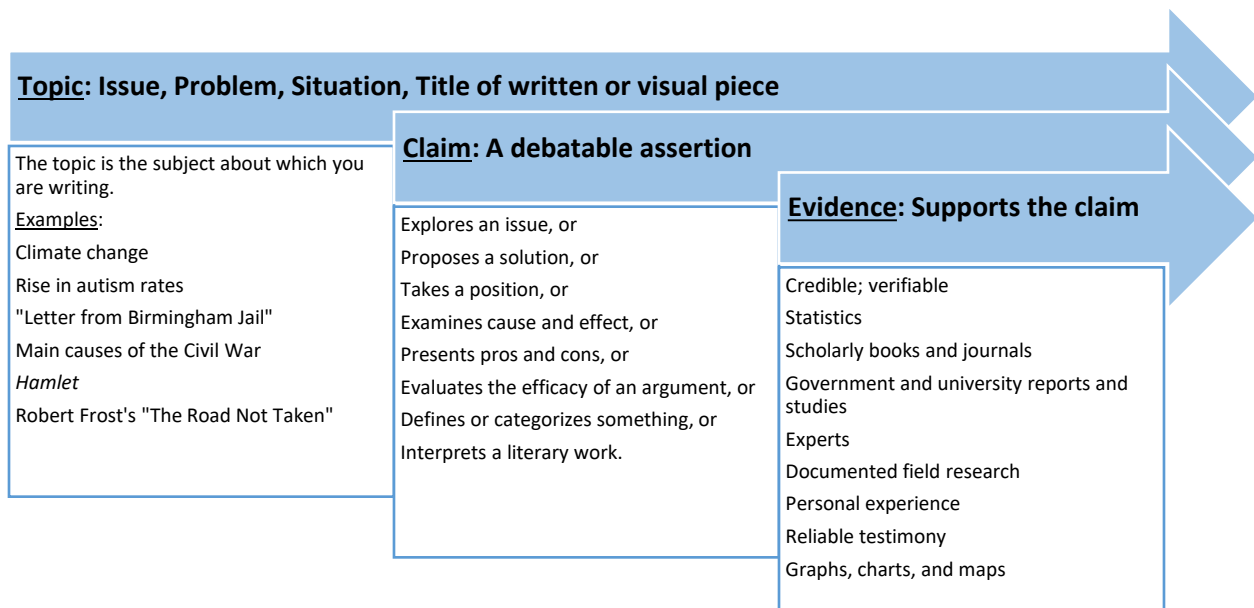 Topic: Issue, Problem, Situation, Title of written or visual piece
The topic is the subject about which you
are writing.
Examples:
Climate change
Rise in autism rates
"Letter from Birmingham Jail"
Main causes of the Civil War
Hamlet
Robert Frost's "The Road Not Taken"
Claim: A debatable assertion
Explores an issue, or
Proposes a solution, or
Takes a position, or
Examines cause and effect, or
Presents pros and cons, or
Evaluates the efficacy of an argument, or
Defines or categorizes something, or
Interprets a literary work.
Evidence: Supports the claim
Credible; verifiable
Statistics
Scholarly books and journals
Government and university reports and
studies
Experts
Documented field research
Personal experience
Reliable testimony
Graphs, charts, and maps